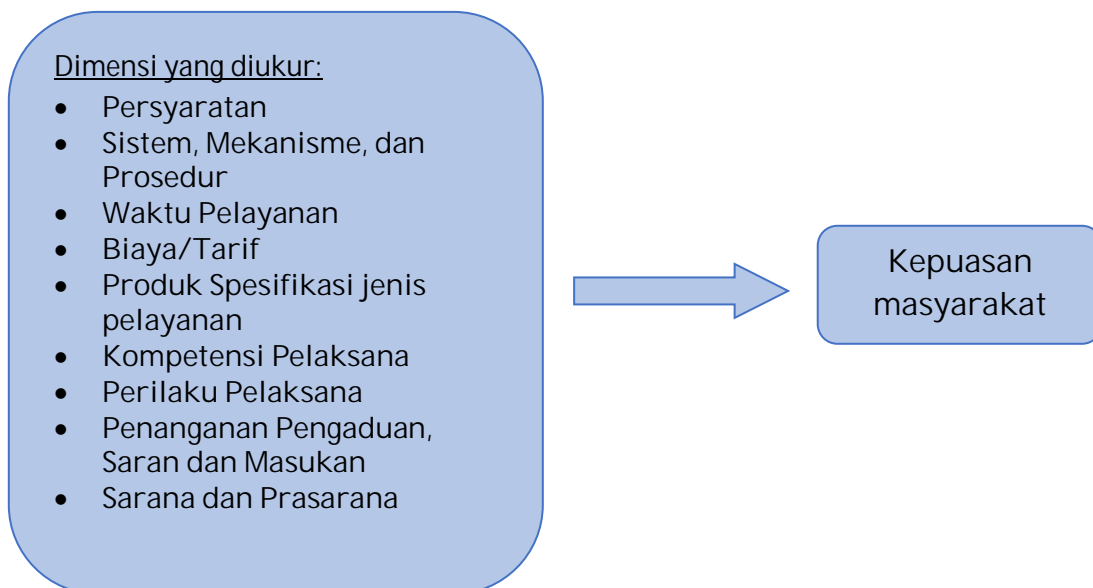 Dimensi yang diukur:
• Persyaratan
• Sistem, Mekanisme, dan
Prosedur
• Waktu Pelayanan
• Biaya/Tarif
• Produk Spesifikasi jenis
pelayanan
• Kompetensi Pelaksana
• Perilaku Pelaksana
• Penanganan Pengaduan,
Saran dan Masukan
• Sarana dan Prasarana
Kepuasan
masyarakat